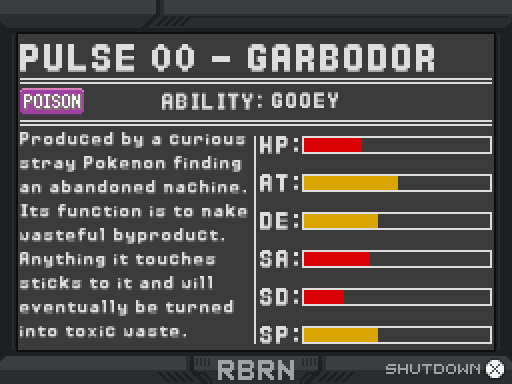 PULSE 00 - GARBODOR
POISON
ABILITY: GOOEY
Produced by a curious
stray Pokemon finding
an abandoned machine.
Its function is to make
wasteful byproduct.
Anything it touches
sticks to it and will
eventually be turned
into toxic waste.
HP:
AT:
DE:
SA:
SD:
SP:
RBRN
SHUTDOWN